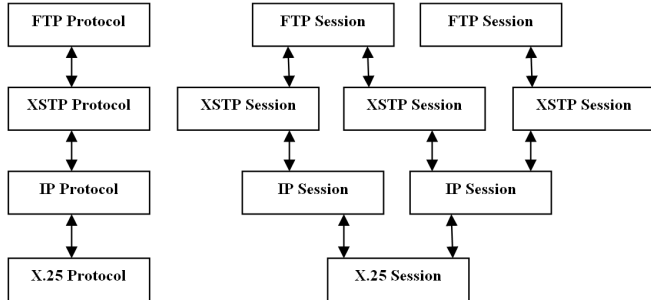 FTP Protocol
FTP Session
FTP Session
XSTP Protocol
XSTP Session
XSTP Session
XSTP Session
IP Protocol
IP Session
IP Session
X.25 Protocol
X.25 Session